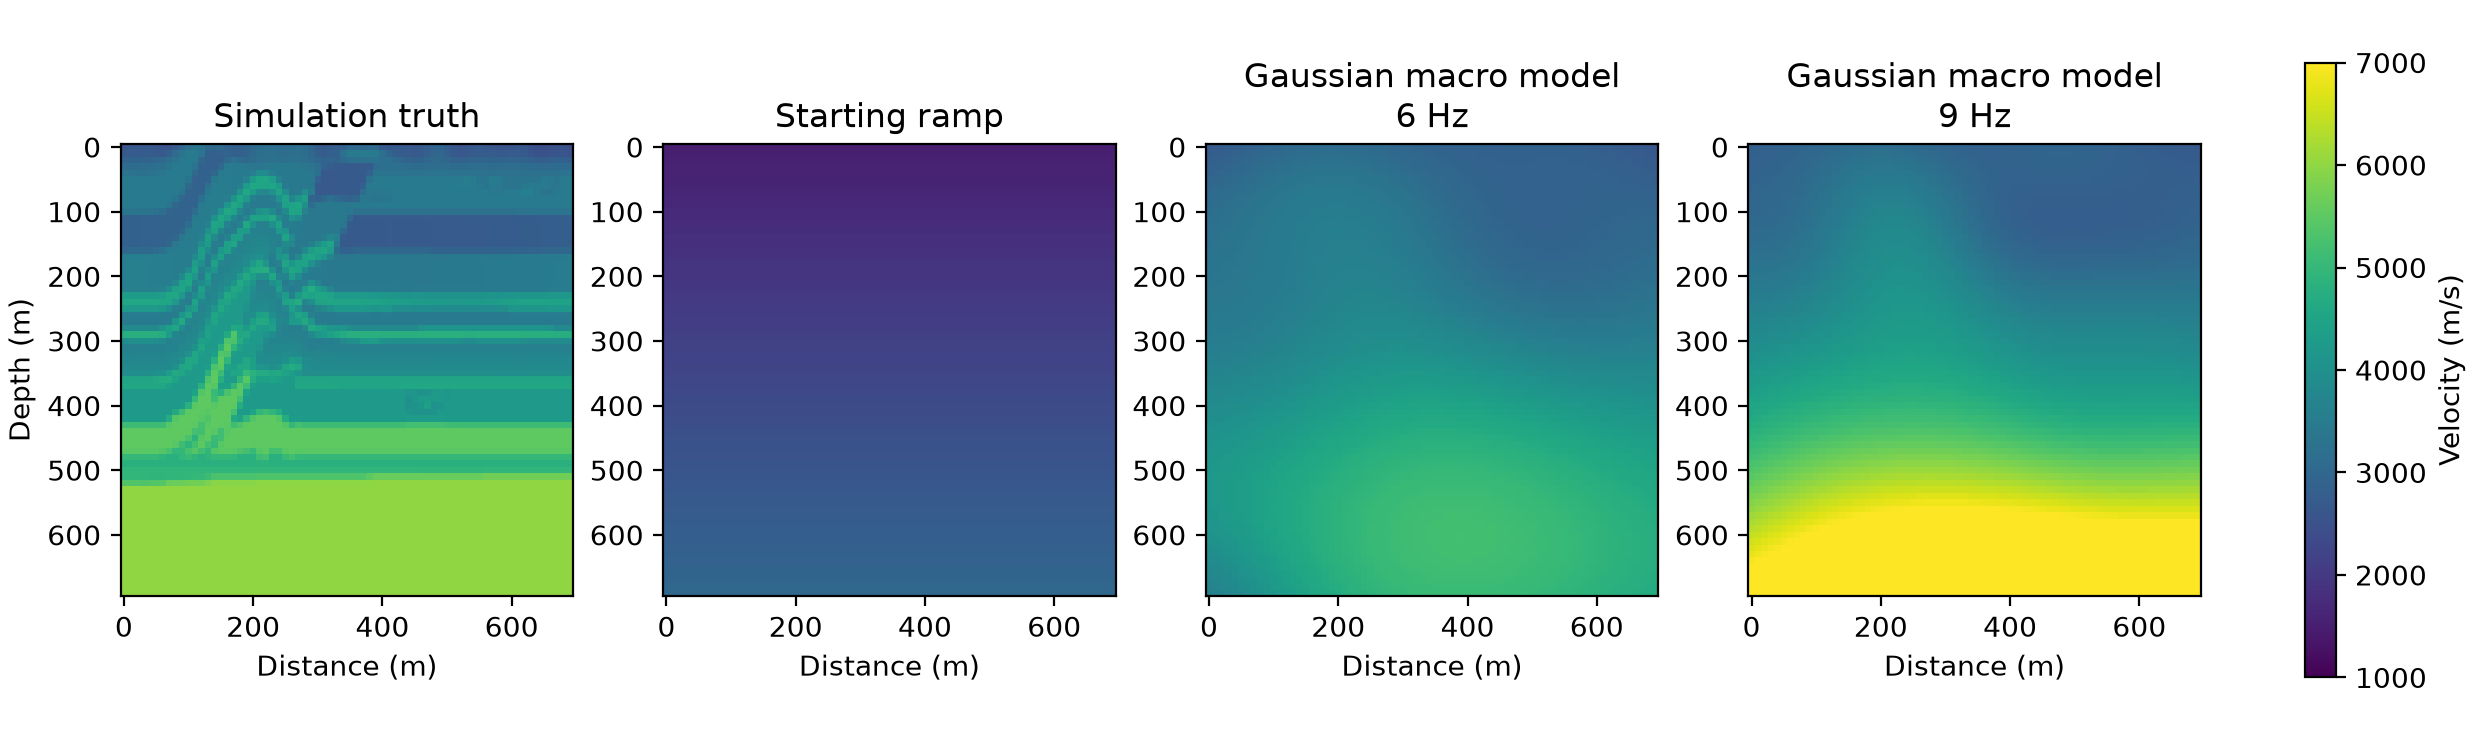 Simulation truth
Starting ramp
Gaussian macro model
6 Hz
Gaussian macro model
9 Hz
Depth (m)
0
100
200
300
400
500
600
0 200 400 600
Distance (m)
0
100
200
300
400
500
600
0 200 400 600
Distance (m)
0
100
200
300
400
500
600
0 200 400 600
Distance (m)
0
100
200
300
400
500
600
0 200 400 600
Distance (m)
7000
6000
5000
4000
3000
2000
1000
Velocity (m/s)